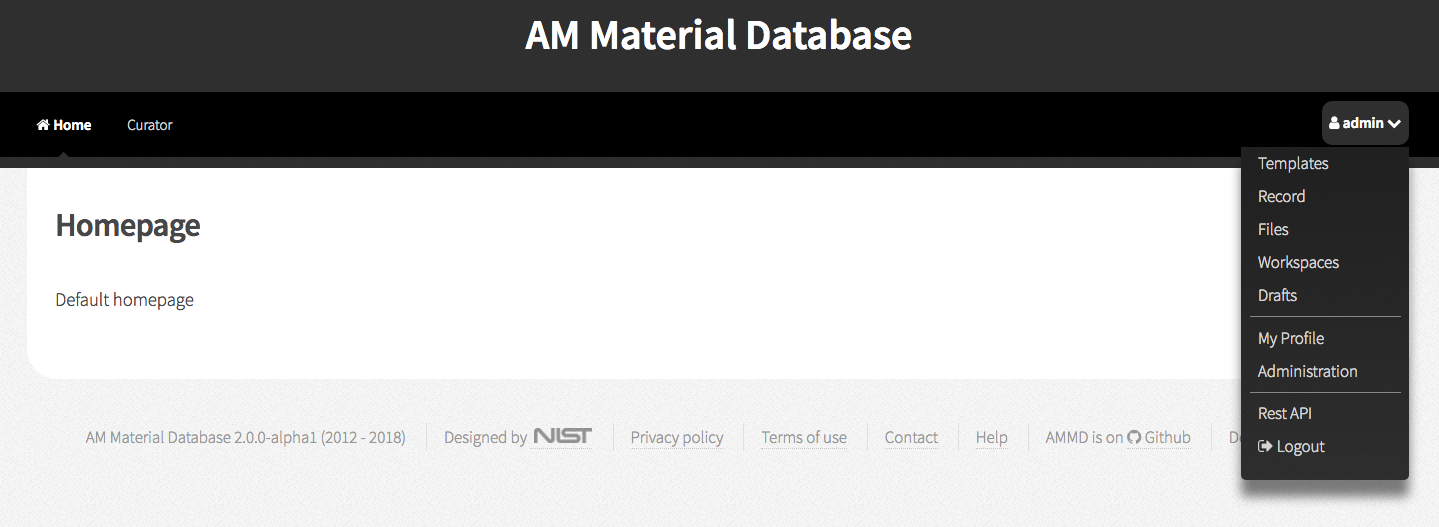 AM Material Database
Home Curator admin
Templates
Record
Files
Workspaces
Drafts
My Profile
Administration
Rest API
Logout
Homepage
Default homepage
AM Material Database 2.0.0-alpha1 (2012 - 2018) Designed by NIST Privacy policy Terms of use Contact Help AMMD is on Github